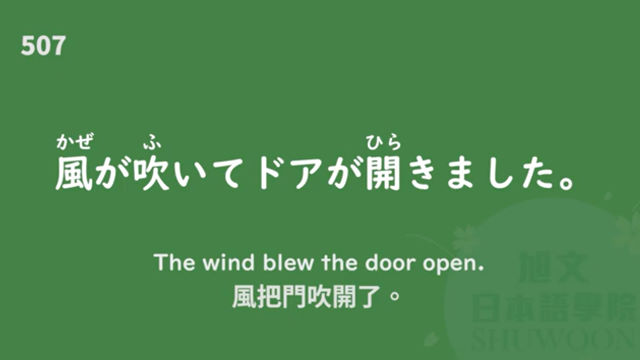 507
かぜ ふ ひら
風が吹いてドアが開きました。
The wind blew the door open.
風把門吹開了。
旭文
日本語學院
SHUWOON